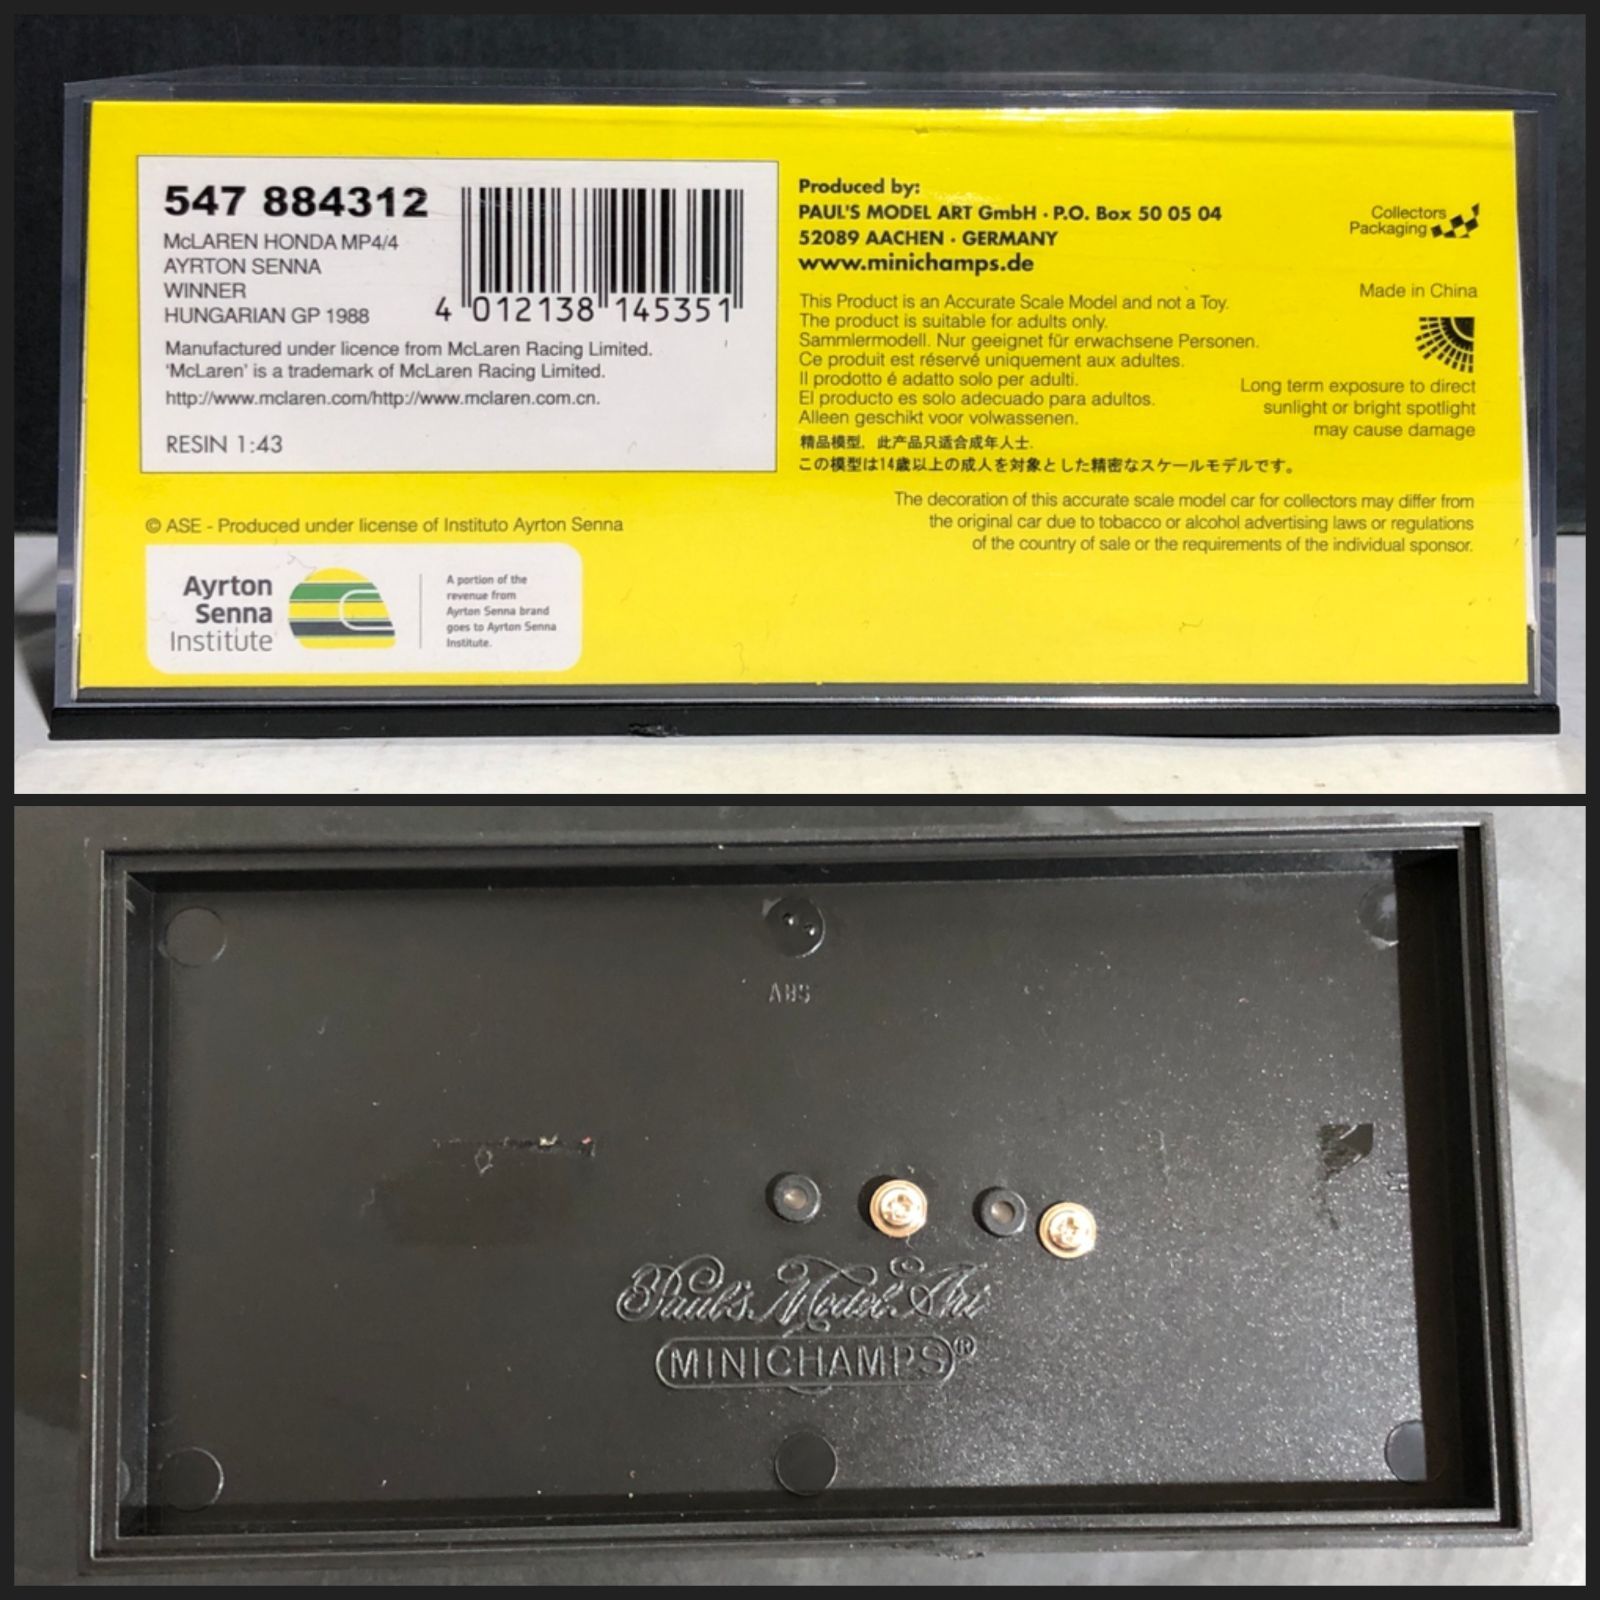 547 884312
McLAREN HONDA MP4/4
AYRTON SENNA
WINNER
HUNGARIAN GP 1988
4 012138 145351
Manufactured under licence from McLaren Racing Limited.
'McLaren' is a trademark of McLaren Racing Limited.
http://www.mclaren.com/http://www.mclaren.com.cn.
RESIN 1:43
© ASE - Produced under license of Instituto Ayrton Senna
Ayrton
Senna
Institute
A portion of the
revenue from
Ayrton Senna brand
goes to Ayrton Senna
Institute.
Produced by:
PAUL'S MODEL ART GmbH · P.O. Box 50 05 04
52089 AACHEN · GERMANY
www.minichamps.de
This Product is an Accurate Scale Model and not a Toy.
The product is suitable for adults only.
Sammlermodell. Nur geeignet für erwachsene Personen.
Ce produit est réservé uniquement aux adultes.
Il prodotto é adatto solo per adulti.
El producto es solo adecuado para adultos.
Alleen geschikt voor volwassenen.
精品模型，此产品只适合成年人士.
この模型は14歳以上の成人を対象とした精密なスケールモデルです。
Collectors
Packaging
Made in China
Long term exposure to direct
sunlight or bright spotlight
may cause damage
The decoration of this accurate scale model car for collectors may differ from
the original car due to tobacco or alcohol advertising laws or regulations
of the country of sale or the requirements of the individual sponsor.
ABS
Paul's Model Art
MINICHAMPS®